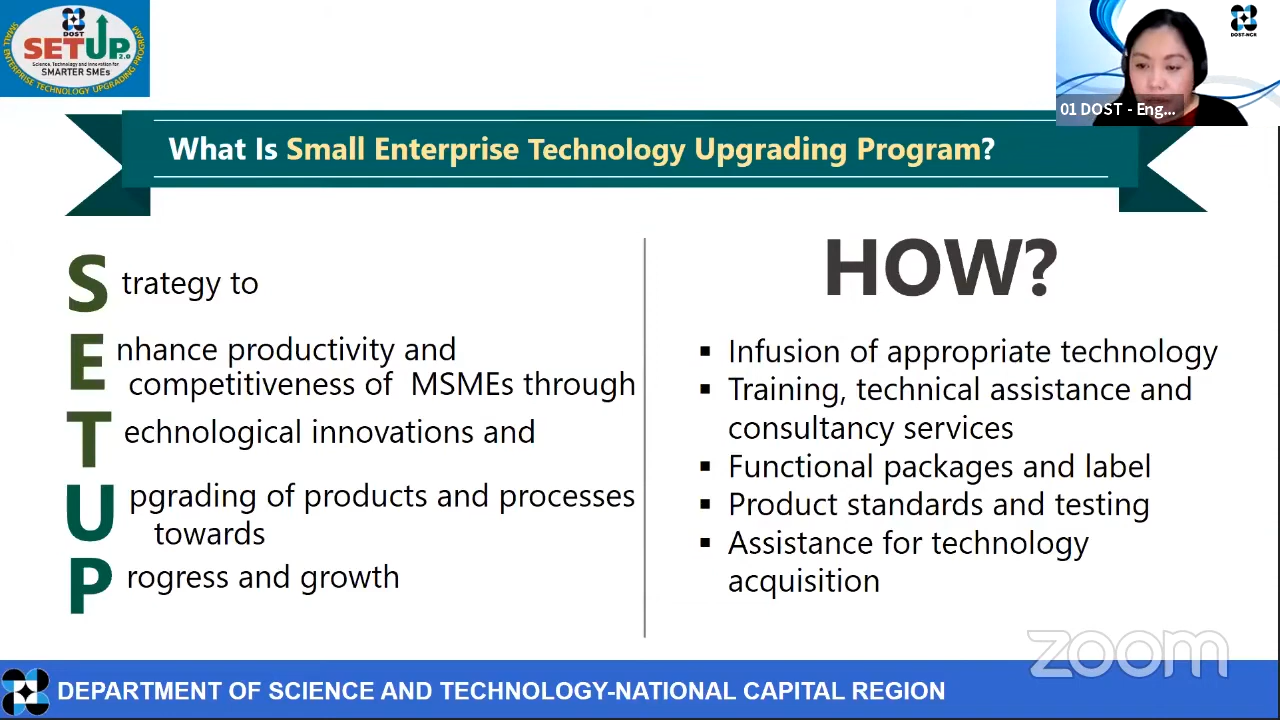 DOST
SETUP 2.0
Science, Technology and Innovation for
SMARTER SMEs
SMALL ENTERPRISE TECHNOLOGY UPGRADING PROGRAM
DOST-NCR
01 DOST - Eng...
What Is Small Enterprise Technology Upgrading Program?
S trategy to
E nhance productivity and
competitiveness of MSMEs through
T echnological innovations and
U pgrading of products and processes
towards
P rogress and growth
HOW?
▪ Infusion of appropriate technology
▪ Training, technical assistance and
consultancy services
▪ Functional packages and label
▪ Product standards and testing
▪ Assistance for technology
acquisition
zoom
DEPARTMENT OF SCIENCE AND TECHNOLOGY-NATIONAL CAPITAL REGION